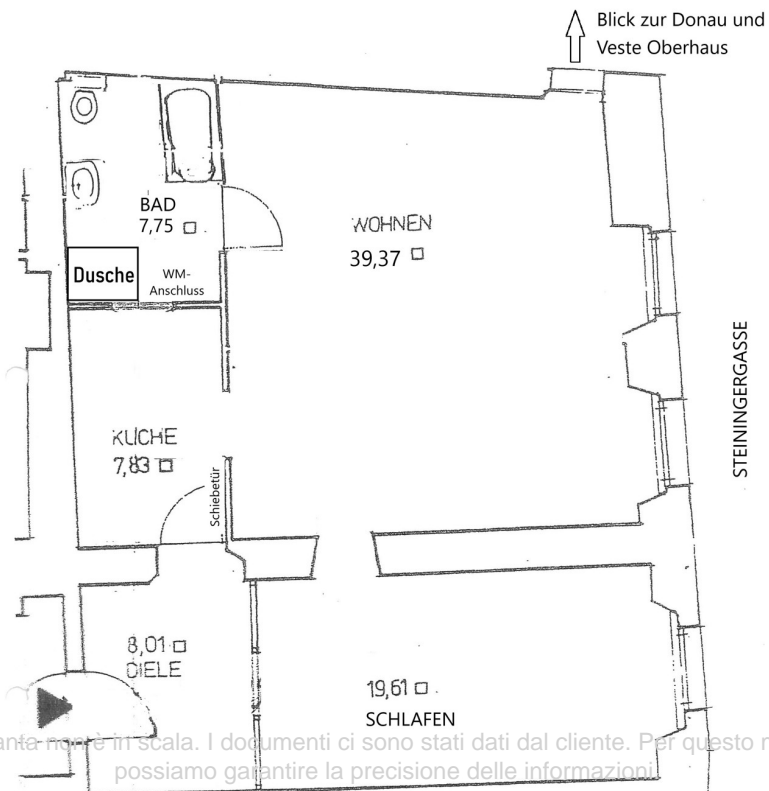 Blick zur Donau und
Veste Oberhaus
BAD
7,75
WOHNEN
39,37
Dusche
WM-
Anschluss
STEININGERGASSE
KÜCHE
7,83
Schiebetür
8,01
DIELE
19,61
SCHLAFEN
non è in scala. I documenti ci sono stati dati dal cliente. Per questo
possiamo garantire la precisione delle informazioni.